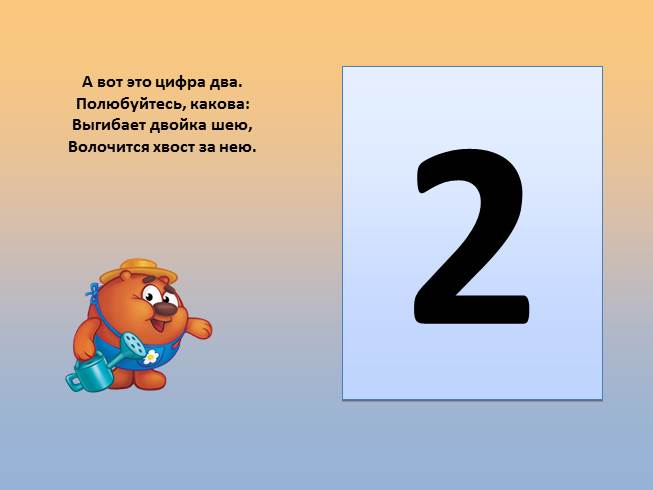 А вот это цифра два.
Полюбуйтесь, какова:
Выгибает двойка шею,
Волочится хвост за нею.
2